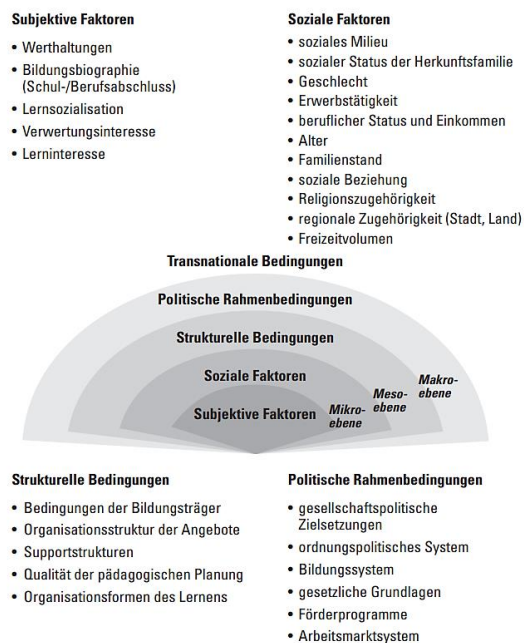 Subjektive Faktoren
• Werthaltungen
• Bildungsbiographie
(Schul-/Berufsabschluss)
• Lernsozialisation
• Verwertungsinteresse
• Lerninteresse
Soziale Faktoren
• soziales Milieu
• sozialer Status der Herkunftsfamilie
• Geschlecht
• Erwerbstätigkeit
• beruflicher Status und Einkommen
• Alter
• Familienstand
• soziale Beziehung
• Religionszugehörigkeit
• regionale Zugehörigkeit (Stadt, Land)
• Freizeitvolumen
Transnationale Bedingungen
Politische Rahmenbedingungen
Strukturelle Bedingungen
Soziale Faktoren
Subjektive Faktoren
Mikro-
ebene
Meso-
ebene
Makro-
ebene
Strukturelle Bedingungen
• Bedingungen der Bildungsträger
• Organisationsstruktur der Angebote
• Supportstrukturen
• Qualität der pädagogischen Planung
• Organisationsformen des Lernens
Politische Rahmenbedingungen
• gesellschaftspolitische
Zielsetzungen
• ordnungspolitisches System
• Bildungssystem
• gesetzliche Grundlagen
• Förderprogramme
• Arbeitsmarktsystem